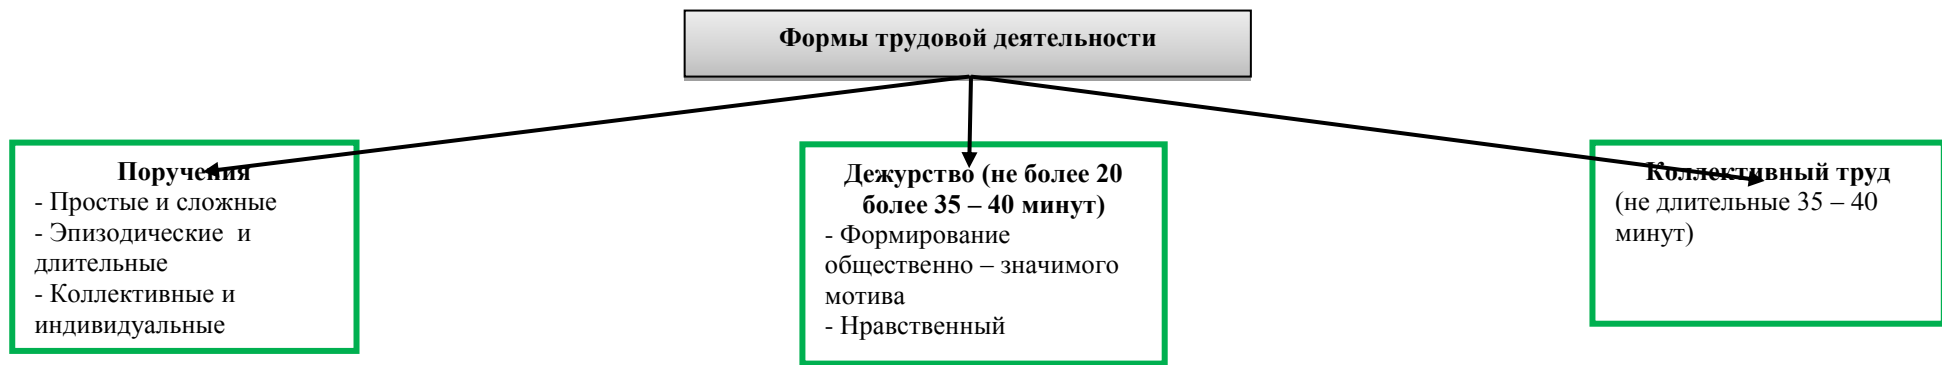 Формы трудовой деятельности
Поручения
- Простые и сложные
- Эпизодические и
длительные
- Коллективные и
индивидуальные
Дежурство (не более 20
более 35 – 40 минут)
- Формирование
общественно – значимого
мотива
- Нравственный
Коллективный труд
(не длительные 35 – 40
минут)